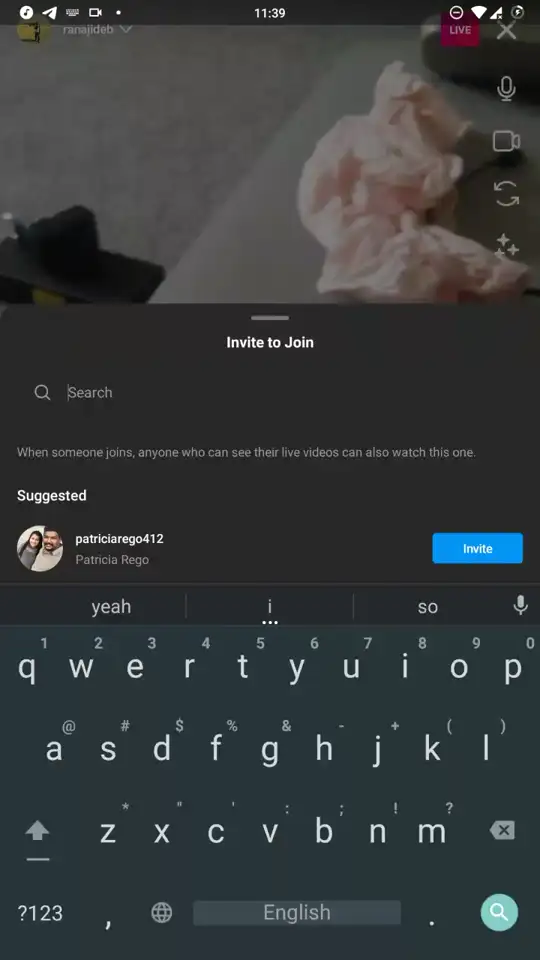 11:39
ranajideb
LIVE
Invite to Join
Search
When someone joins, anyone who can see their live videos can also watch this one.
Suggested
patriciarego412
Patricia Rego
Invite
yeah i so
1 2 3 4 5 6 7 8 9 0
q w e r t y u i o p
@ # $ % & - + ( )
a s d f g h j k l
* " ' : ; ! ?
z x c v b n m
?123 , English .